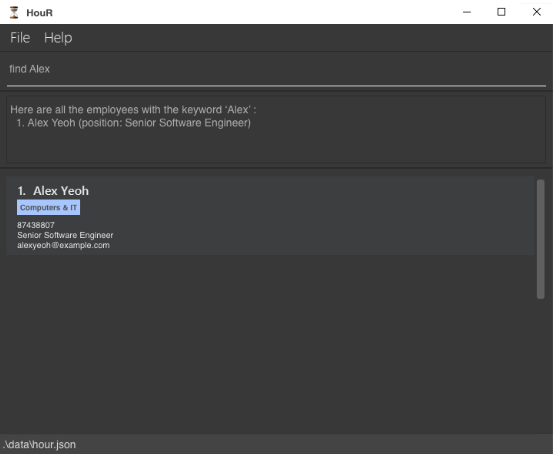 HouR
File Help
find Alex
Here are all the employees with the keyword ‘Alex’ :
1. Alex Yeoh (position: Senior Software Engineer)
1. Alex Yeoh
Computers & IT
87438807
Senior Software Engineer
alexyeoh@example.com
.\data\hour.json